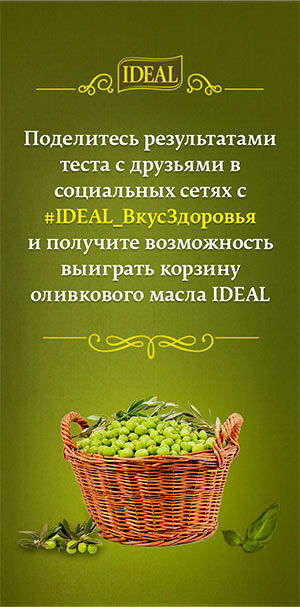 IDEAL
Поделитесь результатами
теста с друзьями в
социальных сетях с
#IDEAL_ВкусЗдоровья
и получите возможность
выиграть корзину
оливкового масла IDEAL